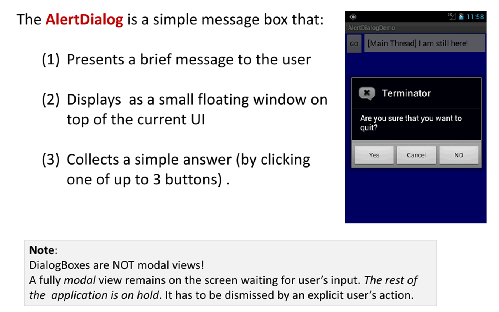 The AlertDialog is a simple message box that:
(1) Presents a brief message to the user
(2) Displays as a small floating window on
top of the current UI
(3) Collects a simple answer (by clicking
one of up to 3 buttons) .
11:58
AlertDialogDemo
GO [Main Thread] I am still here!
Terminator
Are you sure that you want to
quit?
Yes Cancel NO
Note:
DialogBoxes are NOT modal views!
A fully modal view remains on the screen waiting for user's input. The rest of
the application is on hold. It has to be dismissed by an explicit user's action.